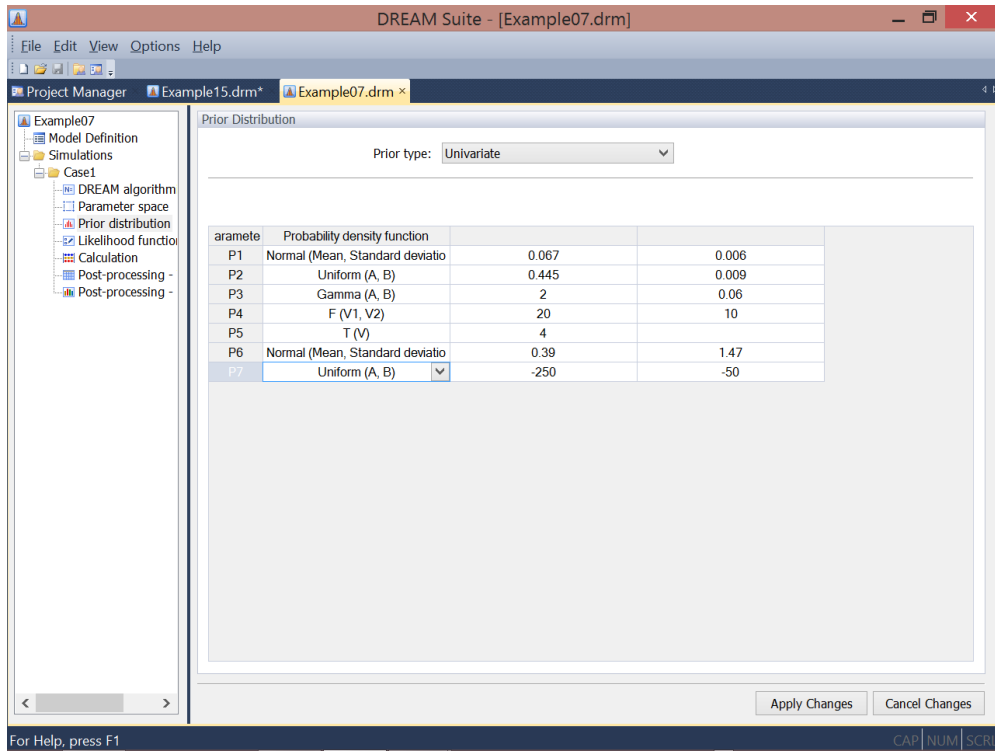 DREAM Suite - [Example07.drm]
File Edit View Options Help
Project Manager Example15.drm* Example07.drm ×
Example07
Model Definition
Simulations
Case1
DREAM algorithm
Parameter space
Prior distribution
Likelihood function
Calculation
Post-processing -
Post-processing -
Prior Distribution
Prior type: Univariate
aramete Probability density function
P1 Normal (Mean, Standard deviatio 0.067 0.006
P2 Uniform (A, B) 0.445 0.009
P3 Gamma (A, B) 2 0.06
P4 F (V1, V2) 20 10
P5 T (V) 4
P6 Normal (Mean, Standard deviatio 0.39 1.47
P7 Uniform (A, B) -250 -50
Apply Changes Cancel Changes
For Help, press F1 CAP NUM SCRL